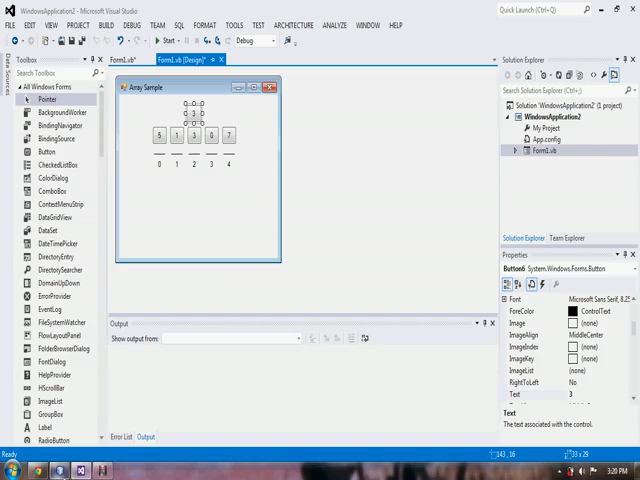 WindowsApplication2 - Microsoft Visual Studio
Quick Launch (Ctrl+Q)
FILE EDIT VIEW PROJECT BUILD DEBUG TEAM SQL FORMAT TOOLS TEST ARCHITECTURE ANALYZE WINDOW HELP
Start Debug
Data Sources
Toolbox
Form1.vb*
Form1.vb [Design]*
Search Toolbox
All Windows Forms
Pointer
BackgroundWorker
BindingNavigator
BindingSource
Button
CheckedListBox
ColorDialog
ComboBox
ContextMenuStrip
DataGridView
DataSet
DateTimePicker
DirectoryEntry
DirectorySearcher
DomainUpDown
ErrorProvider
EventLog
FileSystemWatcher
FlowLayoutPanel
FolderBrowserDialog
FontDialog
HelpProvider
HScrollBar
ImageList
GroupBox
Label
RadioButton
Array Sample
3
5 1 3 0 7
0 1 2 3 4
Output
Show output from:
Error List Output
Solution Explorer
Search Solution Explorer (Ctrl+;)
Solution 'WindowsApplication2' (1 project)
WindowsApplication2
My Project
App.config
Form1.vb
Solution Explorer Team Explorer
Properties
Button6 System.Windows.Forms.Button
Font Microsoft Sans Serif, 8.25
ForeColor ControlText
Image (none)
ImageAlign MiddleCenter
ImageIndex (none)
ImageKey (none)
ImageList (none)
RightToLeft No
Text 3
Text
The text associated with the control.
Ready
143 , 16
33 x 29
3:20 PM